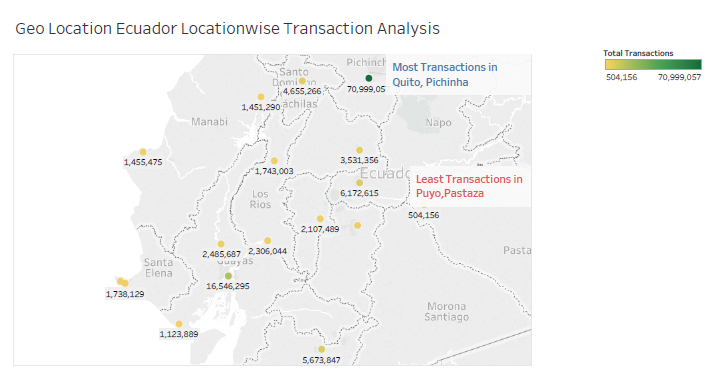 Geo Location Ecuador Locationwise Transaction Analysis
Total Transactions
504,156 70,999,057
Pichinch
Most Transactions in
Quito, Pichinha
Santo
Domingo
4,655,266
70,999,05
1,451,290
áchilas
Manabi
Napo
1,455,475
3,531,356
1,743,003
Ecuado
Least Transactions in
Puyo,Pastaza
6,172,615
Los
Rios
504,156
2,107,489
2,485,687
2,306,044
Pasta
Santa
Elena
Guayas
16,546,295
1,738,129
Morona
Santiago
1,123,889
5,673,847